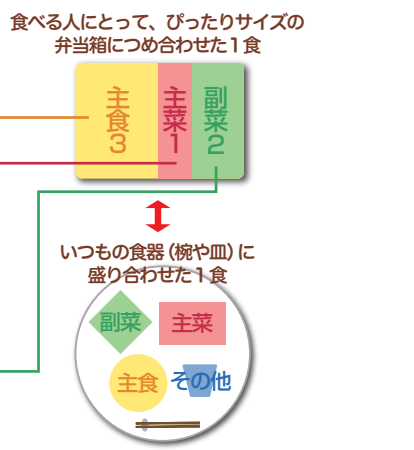 食べる人にとって、ぴったりサイズの
弁当箱につめ合わせた1食
主食3
主菜1
副菜2
いつもの食器（椀や皿）に
盛り合わせた1食
副菜
主菜
主食
その他